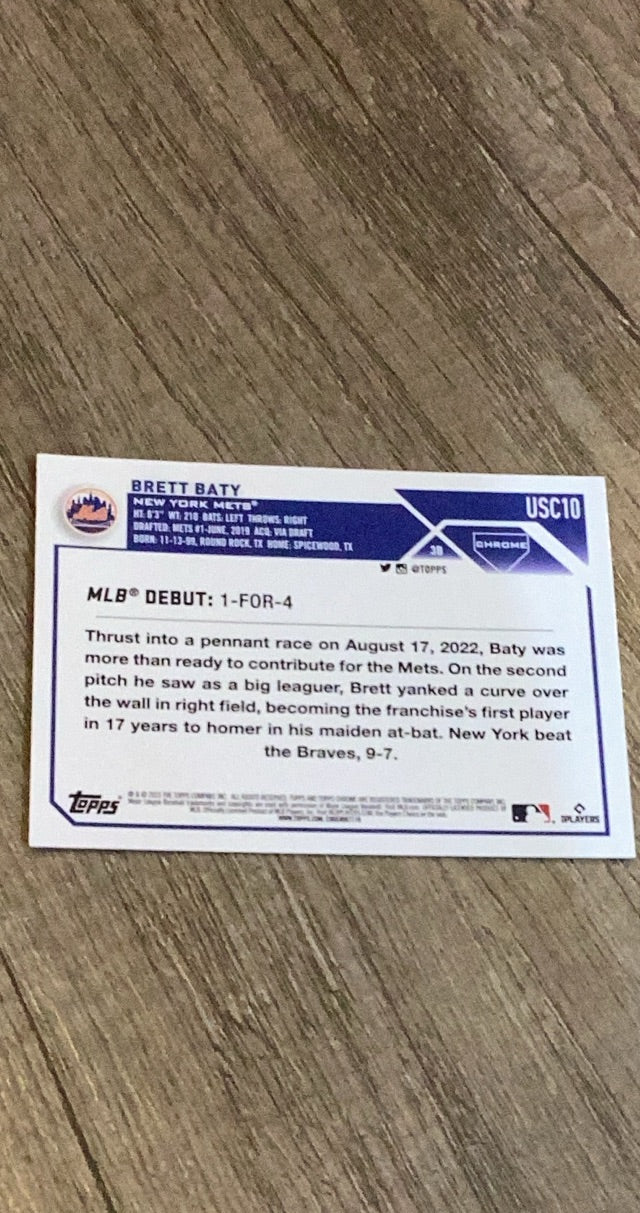 BRETT BATY
NEW YORK METS®
HT: 6'3" WT: 210 BATS: LEFT THROWS: RIGHT
DRAFTED: METS #1-JUNE, 2019 ACQ: VIA DRAFT
BORN: 11-13-99, ROUND ROCK, TX HOME: SPICEWOOD, TX
USC10
3B
CHROME
@TOPPS
MLB® DEBUT: 1-FOR-4
Thrust into a pennant race on August 17, 2022, Baty was
more than ready to contribute for the Mets. On the second
pitch he saw as a big leaguer, Brett yanked a curve over
the wall in right field, becoming the franchise's first player
in 17 years to homer in his maiden at-bat. New York beat
the Braves, 9-7.
Topps
PLAYERS